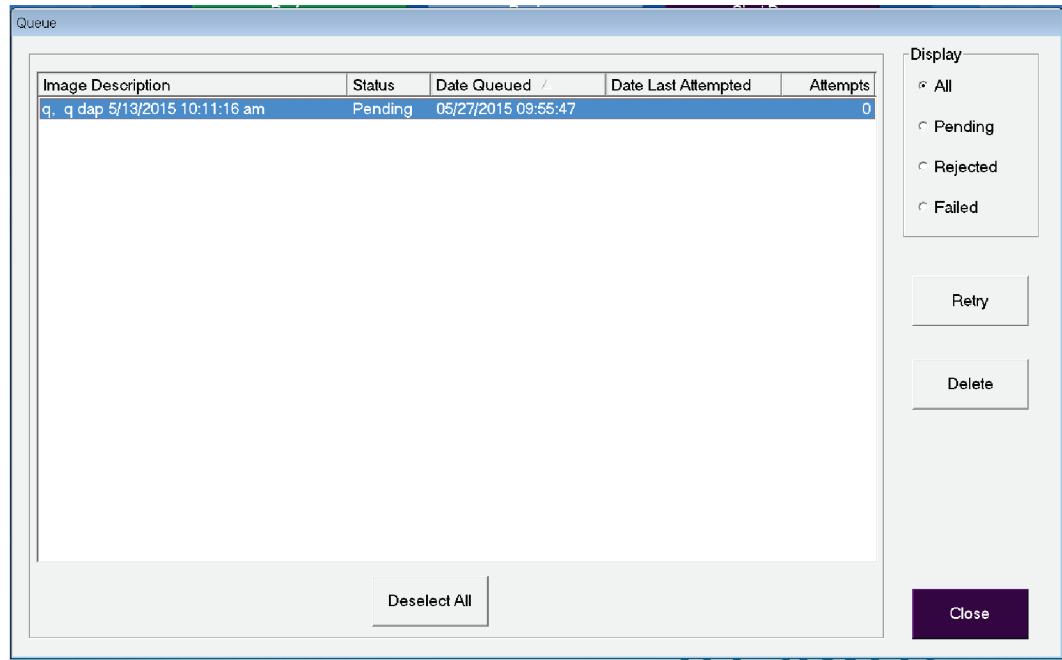 Queue
Display
Image Description Status Date Queued Date Last Attempted Attempts
All
q, q dap 5/13/2015 10:11:16 am Pending 05/27/2015 09:55:47 0
Pending
Rejected
Failed
Retry
Delete
Deselect All
Close